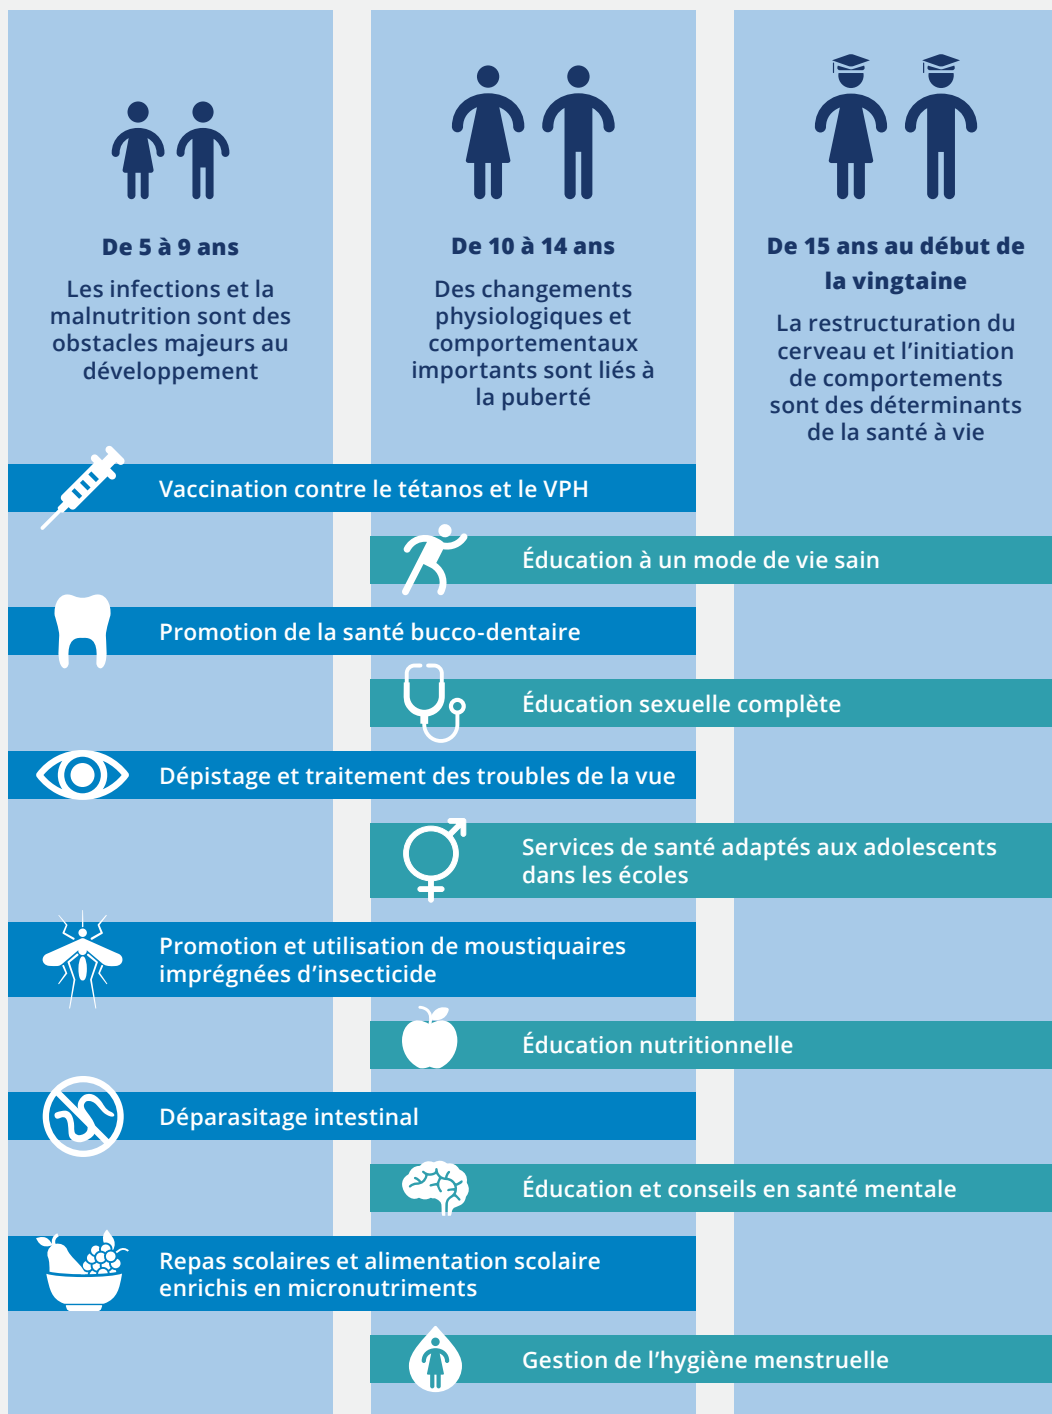 De 5 à 9 ans
Les infections et la
malnutrition sont des
obstacles majeurs au
développement
De 10 à 14 ans
Des changements
physiologiques et
comportementaux
importants sont liés à
la puberté
De 15 ans au début de
la vingtaine
La restructuration du
cerveau et l’initiation
de comportements
sont des déterminants
de la santé à vie
Vaccination contre le tétanos et le VPH
Éducation à un mode de vie sain
Promotion de la santé bucco-dentaire
Éducation sexuelle complète
Dépistage et traitement des troubles de la vue
Services de santé adaptés aux adolescents
dans les écoles
Promotion et utilisation de moustiquaires
imprégnées d’insecticide
Éducation nutritionnelle
Déparasitage intestinal
Éducation et conseils en santé mentale
Repas scolaires et alimentation scolaire
enrichis en micronutriments
Gestion de l’hygiène menstruelle